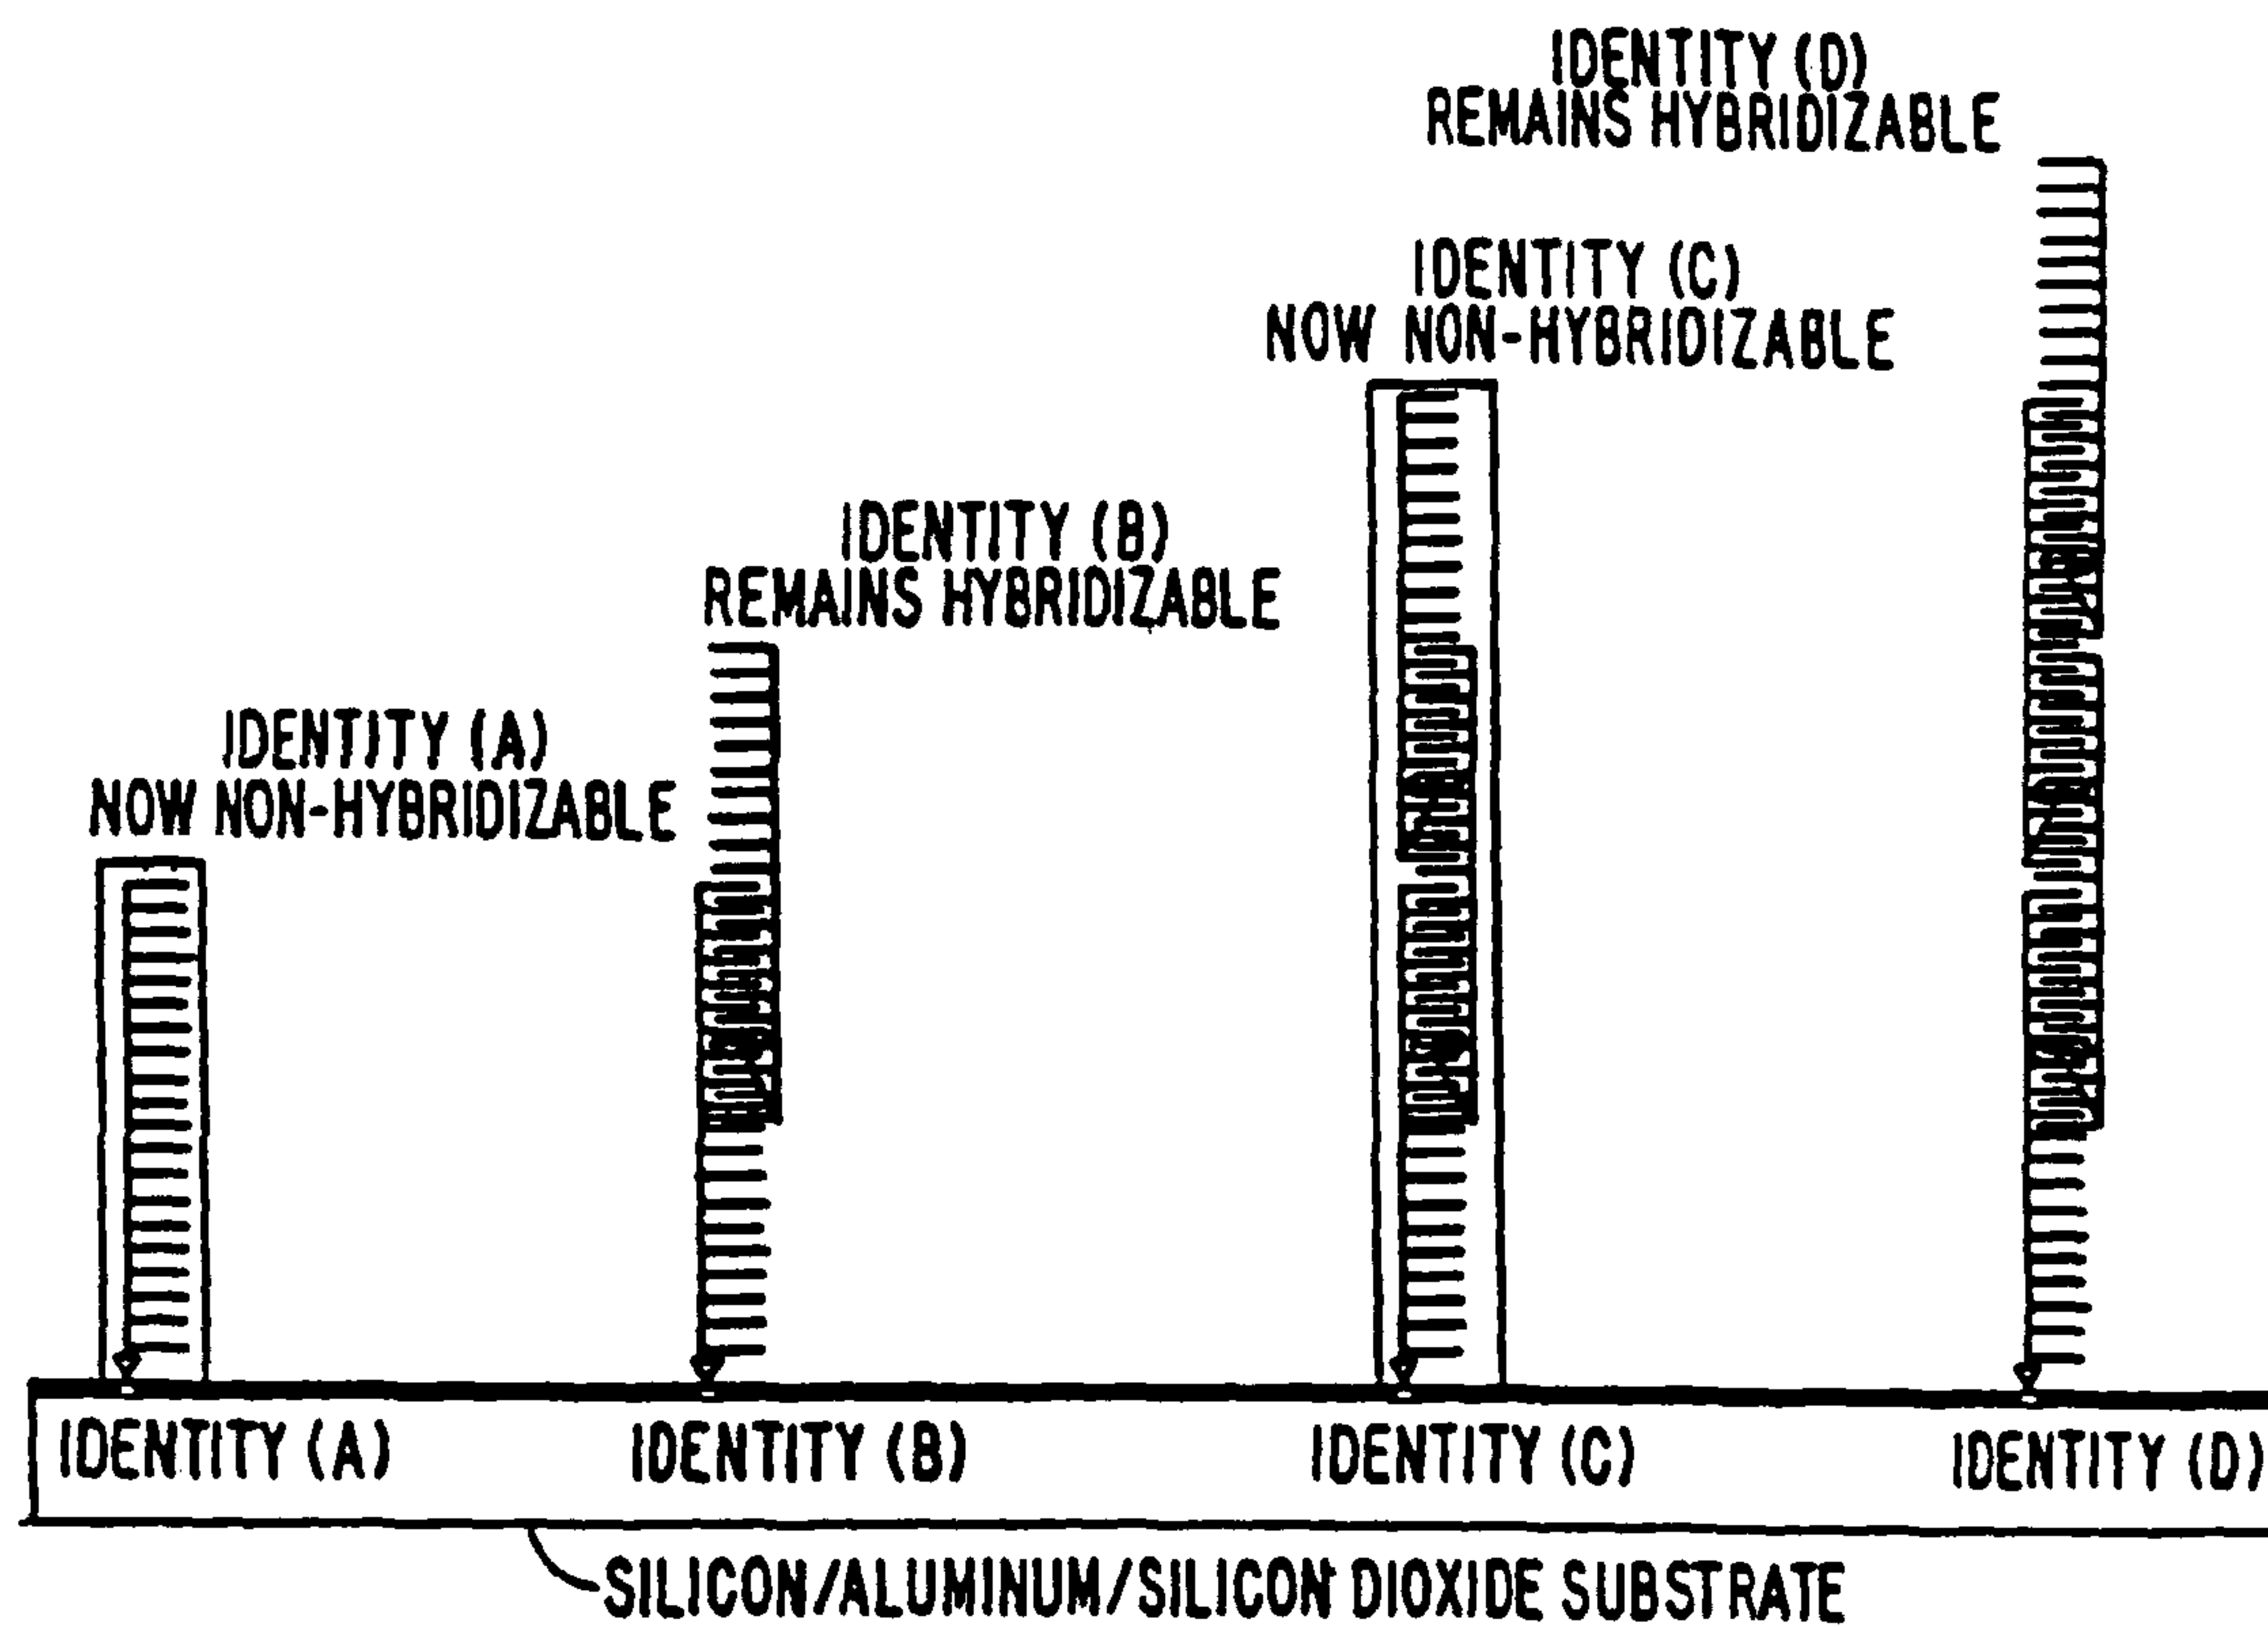 IDENTITY (D)
REMAINS HYBRIDIZABLE
IDENTITY (C)
NOW NON-HYBRIDIZABLE
IDENTITY (B)
REMAINS HYBRIDIZABLE
IDENTITY (A)
NOW NON-HYBRIDIZABLE
IDENTITY (A) IDENTITY (B) IDENTITY (C) IDENTITY (D)
SILICON/ALUMINUM/SILICON DIOXIDE SUBSTRATE